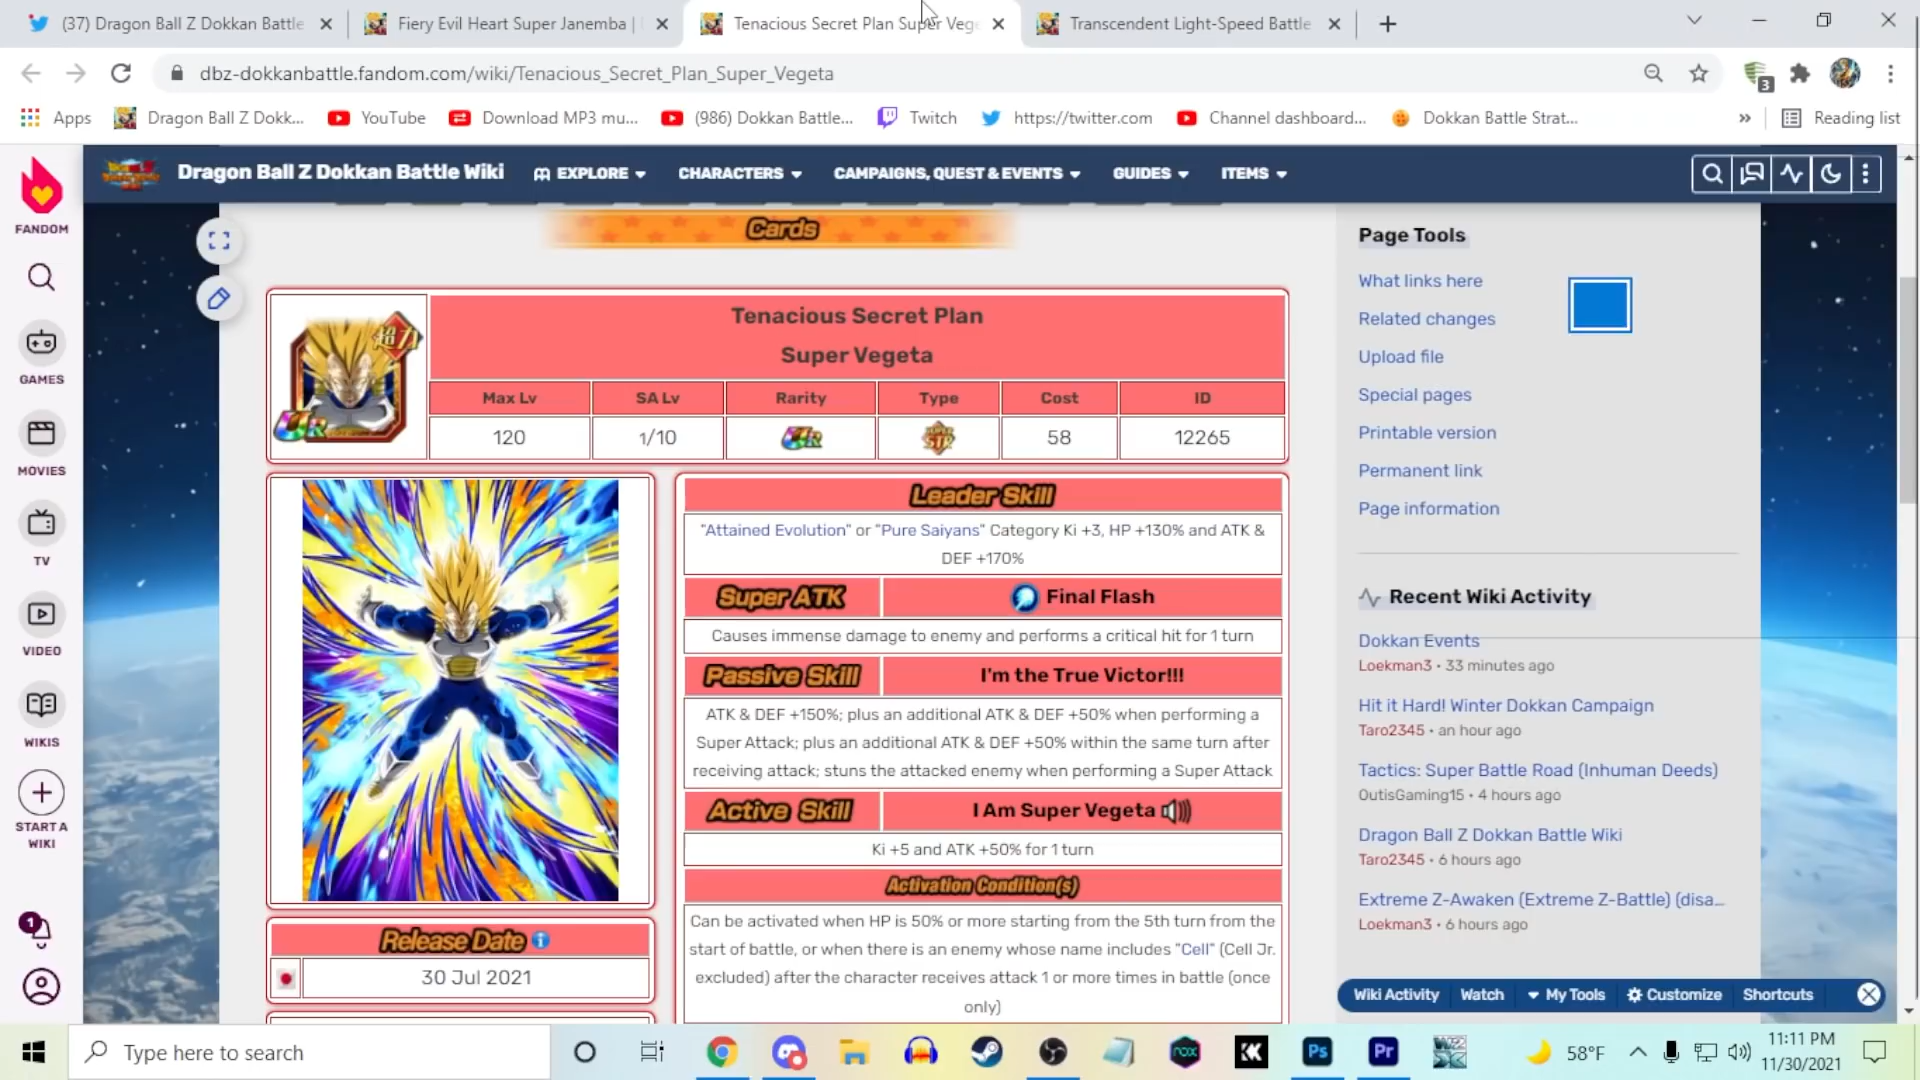 (37) Dragon Ball Z Dokkan Battle
Fiery Evil Heart Super Janemba |
Tenacious Secret Plan Super Vege
Transcendent Light-Speed Battle
dbz-dokkanbattle.fandom.com/wiki/Tenacious_Secret_Plan_Super_Vegeta
3
Apps
Dragon Ball Z Dokk...
YouTube
Download MP3 mu...
(986) Dokkan Battle...
Twitch
https://twitter.com
Channel dashboard...
Dokkan Battle Strat...
»
Reading list
Dragon Ball Z Dokkan Battle Wiki
EXPLORE
CHARACTERS
CAMPAIGNS, QUEST & EVENTS
GUIDES
ITEMS
FANDOM
GAMES
MOVIES
TV
VIDEO
WIKIS
START A
WIKI
1
Cards
超力
UR
Tenacious Secret Plan
Super Vegeta
Max Lv
SA Lv
Rarity
Type
Cost
ID
120
1/10
UR
STR
58
12265
Leader Skill
"Attained Evolution" or "Pure Saiyans" Category Ki +3, HP +130% and ATK &
DEF +170%
Super ATK
Final Flash
Causes immense damage to enemy and performs a critical hit for 1 turn
Passive Skill
I'm the True Victor!!!
ATK & DEF +150%; plus an additional ATK & DEF +50% when performing a
Super Attack; plus an additional ATK & DEF +50% within the same turn after
receiving attack; stuns the attacked enemy when performing a Super Attack
Active Skill
I Am Super Vegeta
Ki +5 and ATK +50% for 1 turn
Activation Condition(s)
Can be activated when HP is 50% or more starting from the 5th turn from the
start of battle, or when there is an enemy whose name includes "Cell" (Cell Jr.
excluded) after the character receives attack 1 or more times in battle (once
only)
Release Date
30 Jul 2021
Page Tools
What links here
Related changes
Upload file
Special pages
Printable version
Permanent link
Page information
Recent Wiki Activity
Dokkan Events
Loekman3 • 33 minutes ago
Hit it Hard! Winter Dokkan Campaign
Taro2345 • an hour ago
Tactics: Super Battle Road (Inhuman Deeds)
OutisGaming15 • 4 hours ago
Dragon Ball Z Dokkan Battle Wiki
Taro2345 • 6 hours ago
Extreme Z-Awaken (Extreme Z-Battle) (disa...
Loekman3 • 6 hours ago
Wiki Activity
Watch
My Tools
Customize
Shortcuts
Type here to search
nox
Ps
Pr
58°F
11:11 PM
11/30/2021